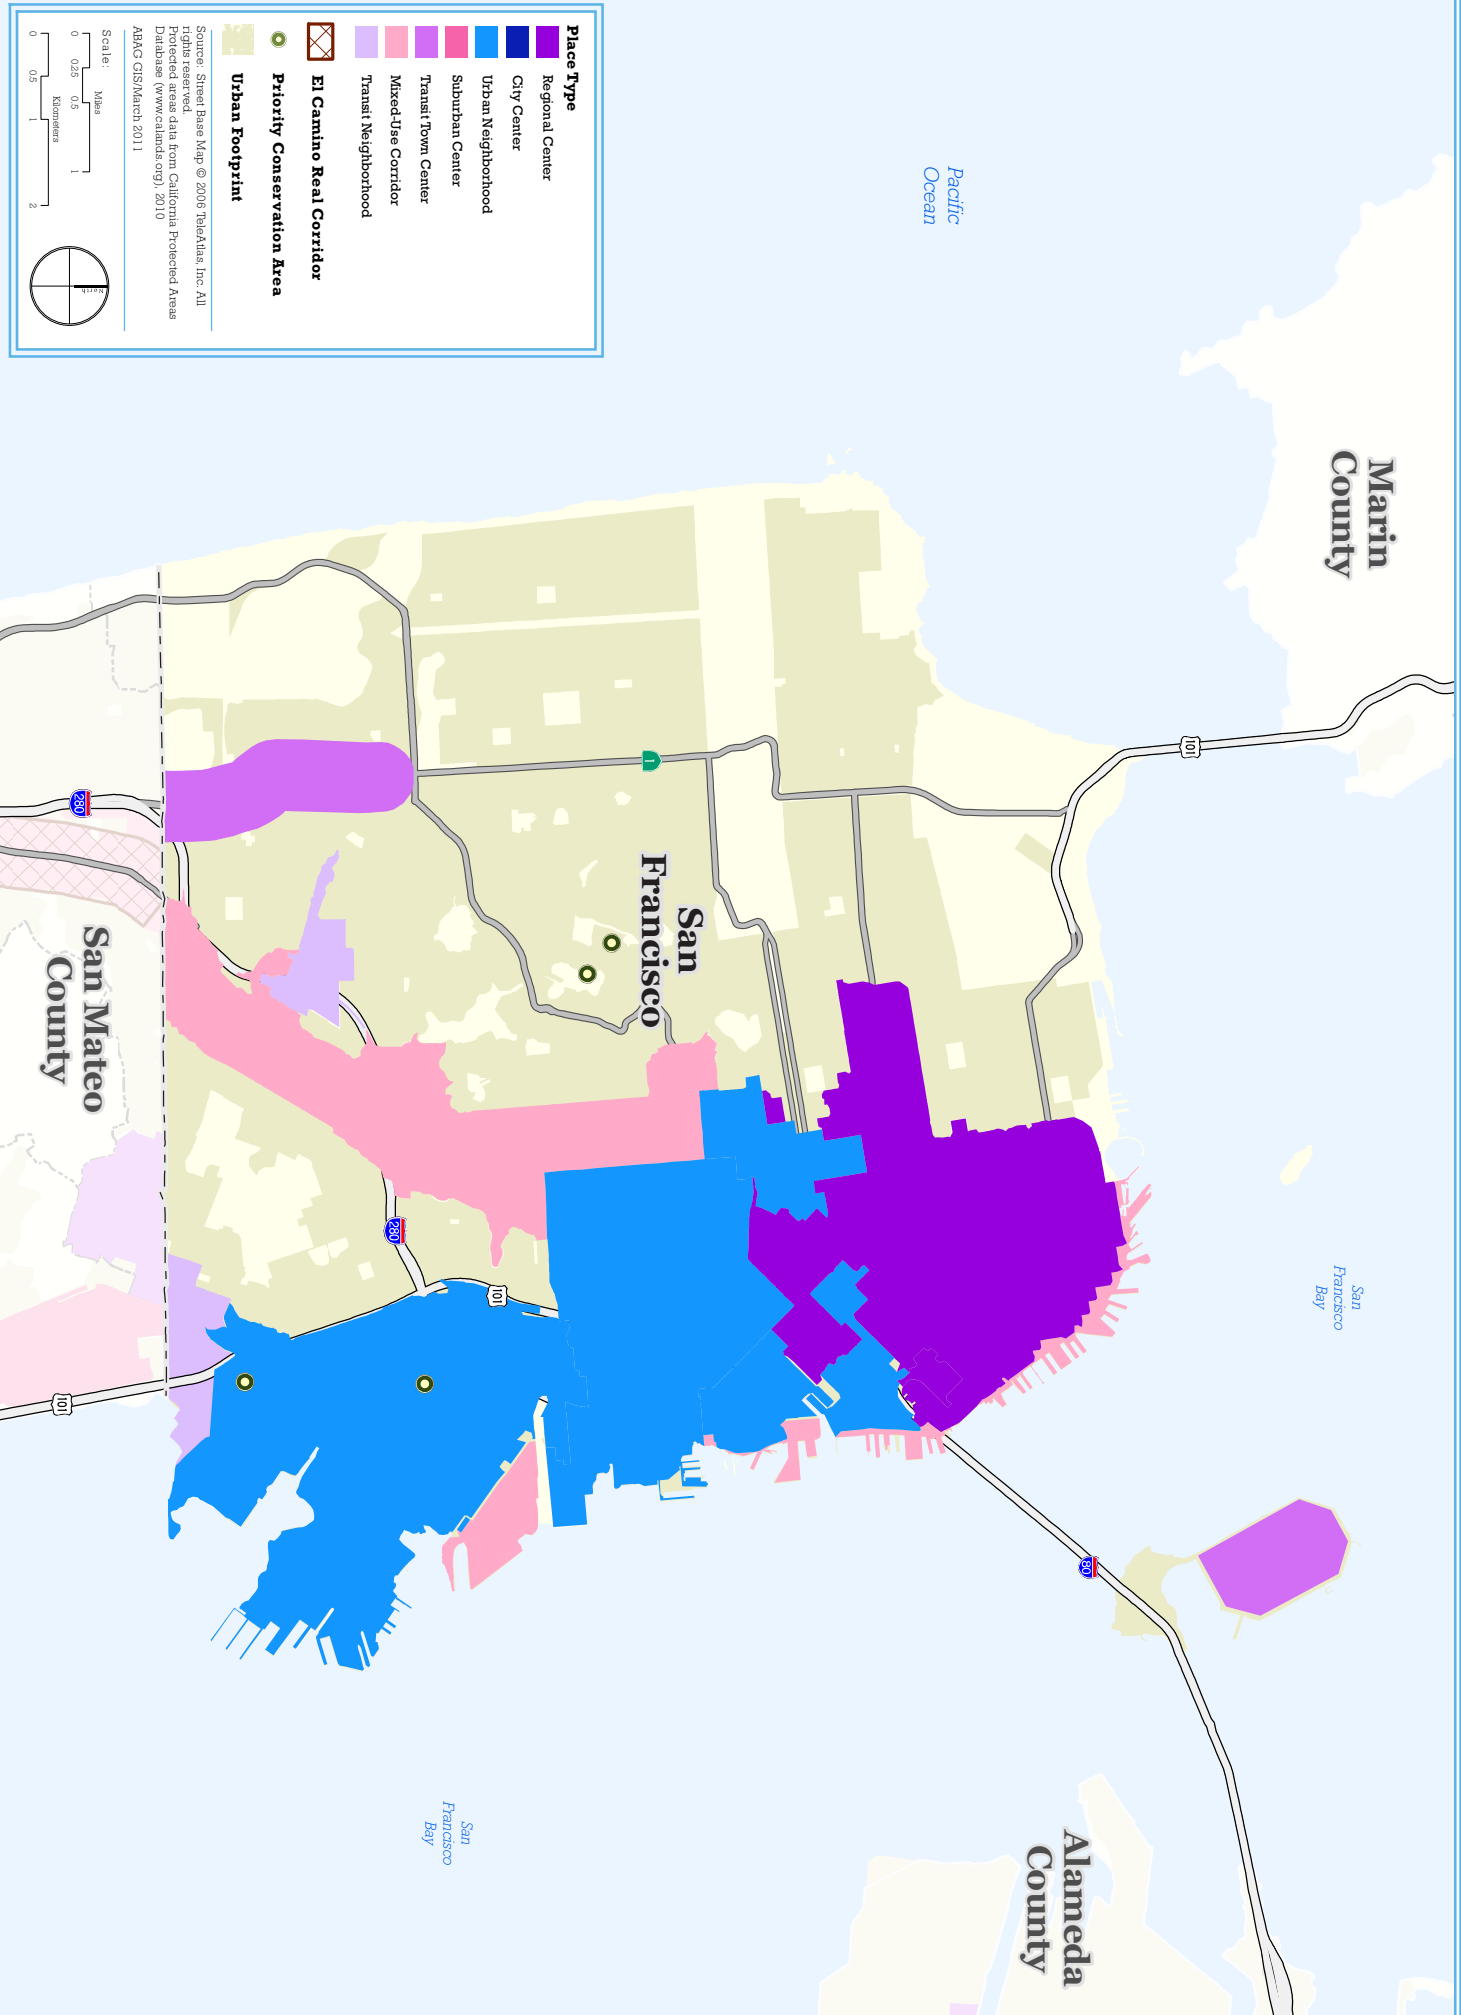 Place Type
Regional Center
City Center
Urban Neighborhood
Suburban Center
Transit Town Center
Mixed-Use Corridor
Transit Neighborhood
El Camino Real Corridor
Priority Conservation Area
Urban Footprint
Source: Street Base Map © 2006 TeleAtlas, Inc. All
rights reserved.
Protected areas data from California Protected Areas
Database (www.calands.org), 2010
ABAG GIS/March 2011
Scale:
Miles
0 0.25 0.5 1
Kilometers
0 0.5 1 2
North
Pacific
Ocean
Marin
County
101
1
San
Francisco
280
San Mateo
County
280
101
101
San
Francisco
Bay
80
San
Francisco
Bay
Alameda
County